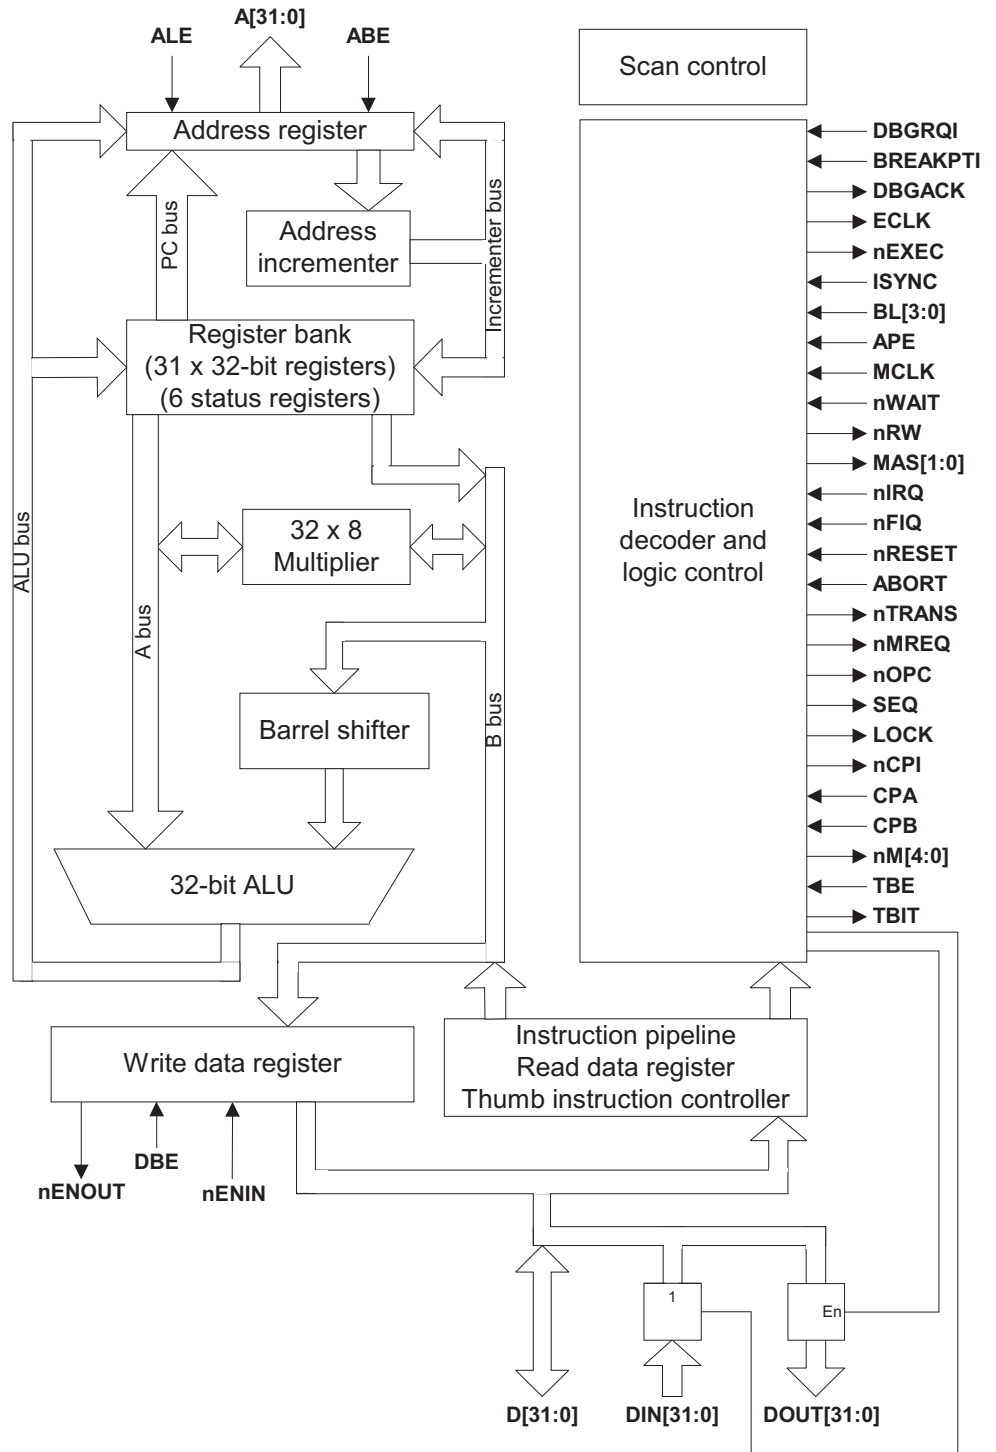 A[31:0]
ALE
ABE
Scan control
Address register
DBGRQI
BREAKPTI
DBGACK
ECLK
nEXEC
ISYNC
BL[3:0]
APE
MCLK
nWAIT
nRW
MAS[1:0]
nIRQ
nFIQ
nRESET
ABORT
nTRANS
nMREQ
nOPC
SEQ
LOCK
nCPI
CPA
CPB
nM[4:0]
TBE
TBIT
PC bus
Address
incrementer
Incrementer bus
Register bank
(31 x 32-bit registers)
(6 status registers)
ALU bus
A bus
32 x 8
Multiplier
Instruction
decoder and
logic control
B bus
Barrel shifter
32-bit ALU
Write data register
Instruction pipeline
Read data register
Thumb instruction controller
nENOUT
DBE
nENIN
1
En
D[31:0]
DIN[31:0]
DOUT[31:0]